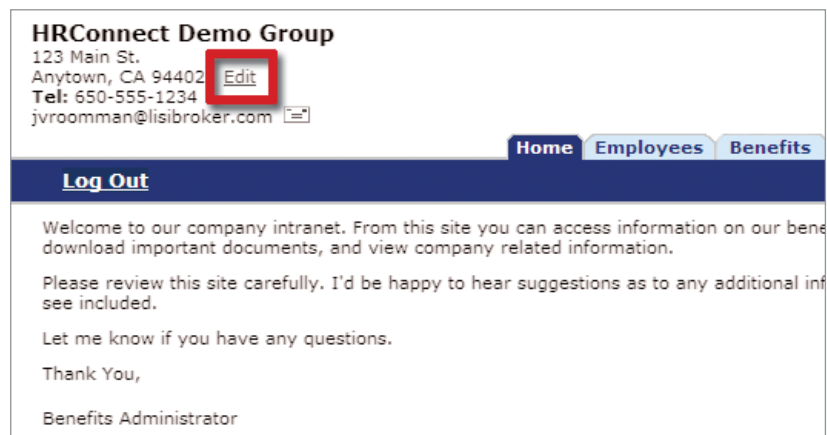 HRConnect Demo Group
123 Main St.
Anytown, CA 94402 Edit
Tel: 650-555-1234
jvroomman@lisibroker.com
Home Employees Benefits
Log Out
Welcome to our company intranet. From this site you can access information on our bene
download important documents, and view company related information.
Please review this site carefully. I'd be happy to hear suggestions as to any additional inf
see included.
Let me know if you have any questions.
Thank You,
Benefits Administrator